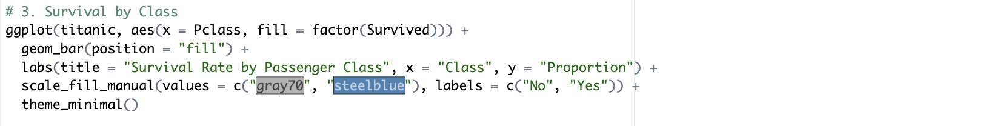 # 3. Survival by Class
ggplot(titanic, aes(x = Pclass, fill = factor(Survived))) +
  geom_bar(position = "fill") +
  labs(title = "Survival Rate by Passenger Class", x = "Class", y = "Proportion") +
  scale_fill_manual(values = c("gray70", "steelblue"), labels = c("No", "Yes")) +
  theme_minimal()